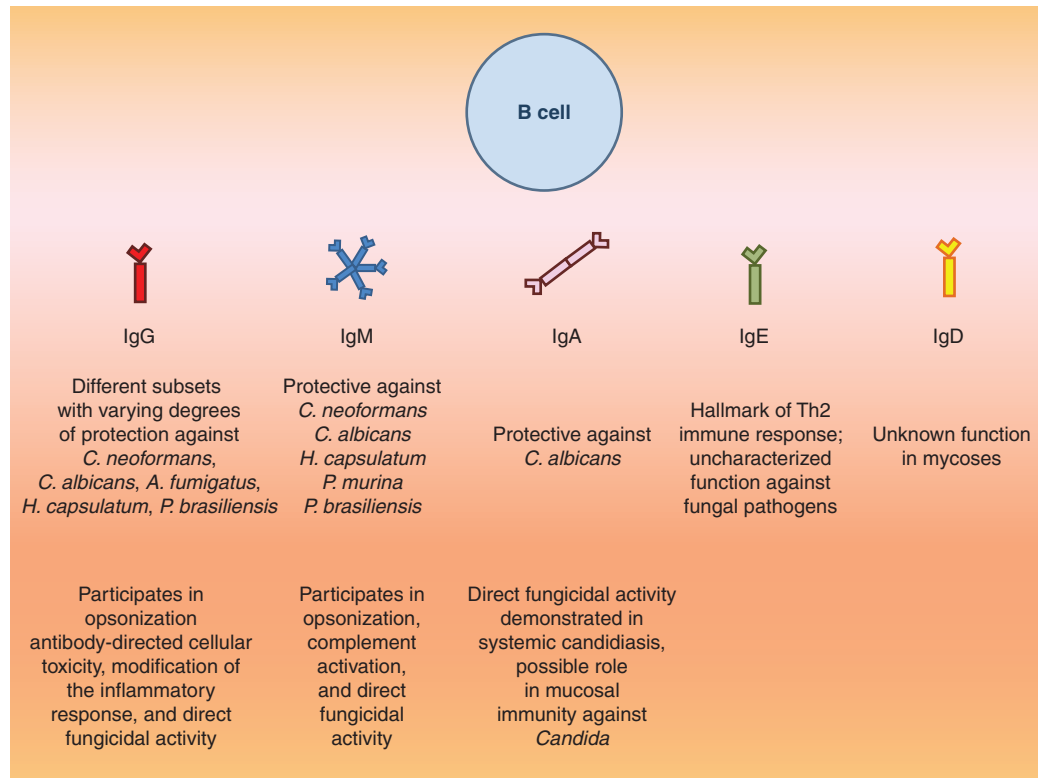 B cell
IgG
Different subsets
with varying degrees
of protection against
C. neoformans,
C. albicans, A. fumigatus,
H. capsulatum, P. brasiliensis
Participates in
opsonization
antibody-directed cellular
toxicity, modification of
the inflammatory
response, and direct
fungicidal activity
IgM
Protective against
C. neoformans
C. albicans
H. capsulatum
P. murina
P. brasiliensis
Participates in
opsonization,
complement
activation,
and direct
fungicidal
activity
IgA
Protective against
C. albicans
Direct fungicidal activity
demonstrated in
systemic candidiasis,
possible role
in mucosal
immunity against
Candida
IgE
Hallmark of Th2
immune response;
uncharacterized
function against
fungal pathogens
IgD
Unknown function
in mycoses